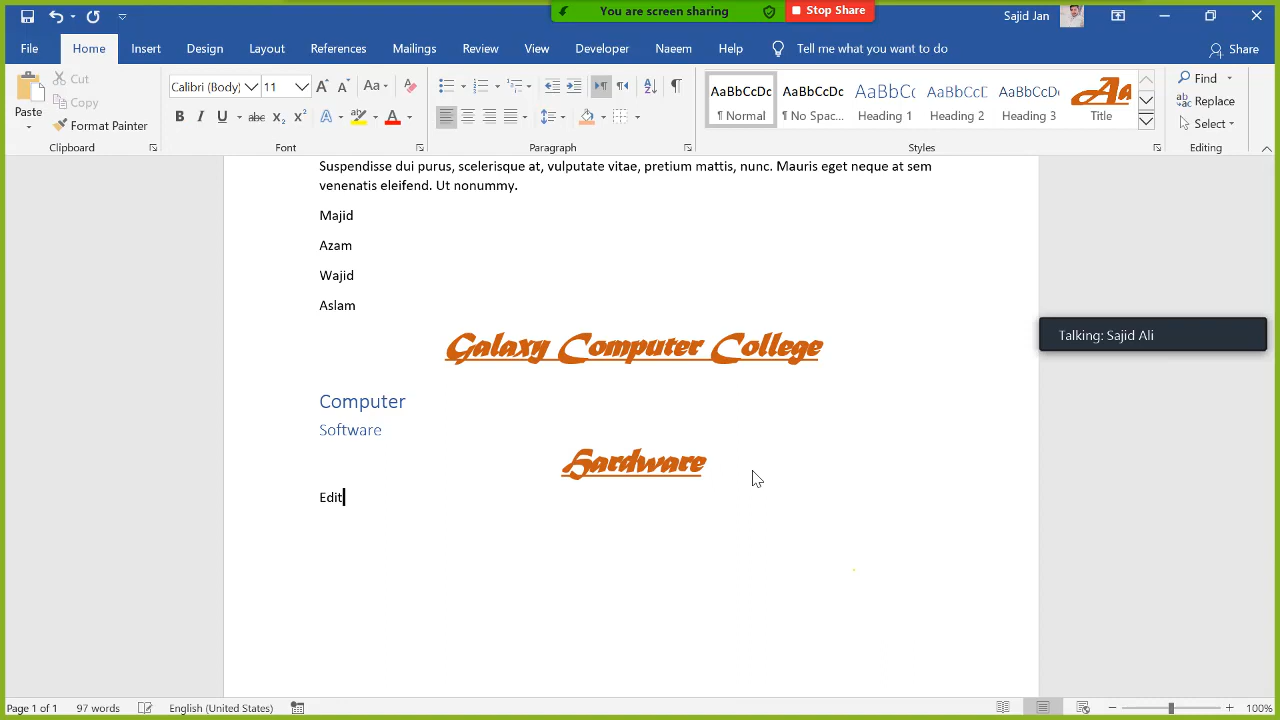 You are screen sharing
Stop Share
Sajid Jan
File Home Insert Design Layout References Mailings Review View Developer Naeem Help Tell me what you want to do Share
Paste
Cut
Copy
Format Painter
Clipboard
Calibri (Body) 11
Font
Paragraph
AaBbCcDc AaBbCcDc AaBbCc AaBbCcD AaBbCcDc Aa
¶ Normal ¶ No Spac... Heading 1 Heading 2 Heading 3 Title
Styles
Find
Replace
Select
Editing
Suspendisse dui purus, scelerisque at, vulputate vitae, pretium mattis, nunc. Mauris eget neque at sem
venenatis eleifend. Ut nonummy.
Majid
Azam
Wajid
Aslam
Talking: Sajid Ali
Galaxy Computer College
Computer
Software
Hardware
Edit
Page 1 of 1 97 words English (United States) 100%